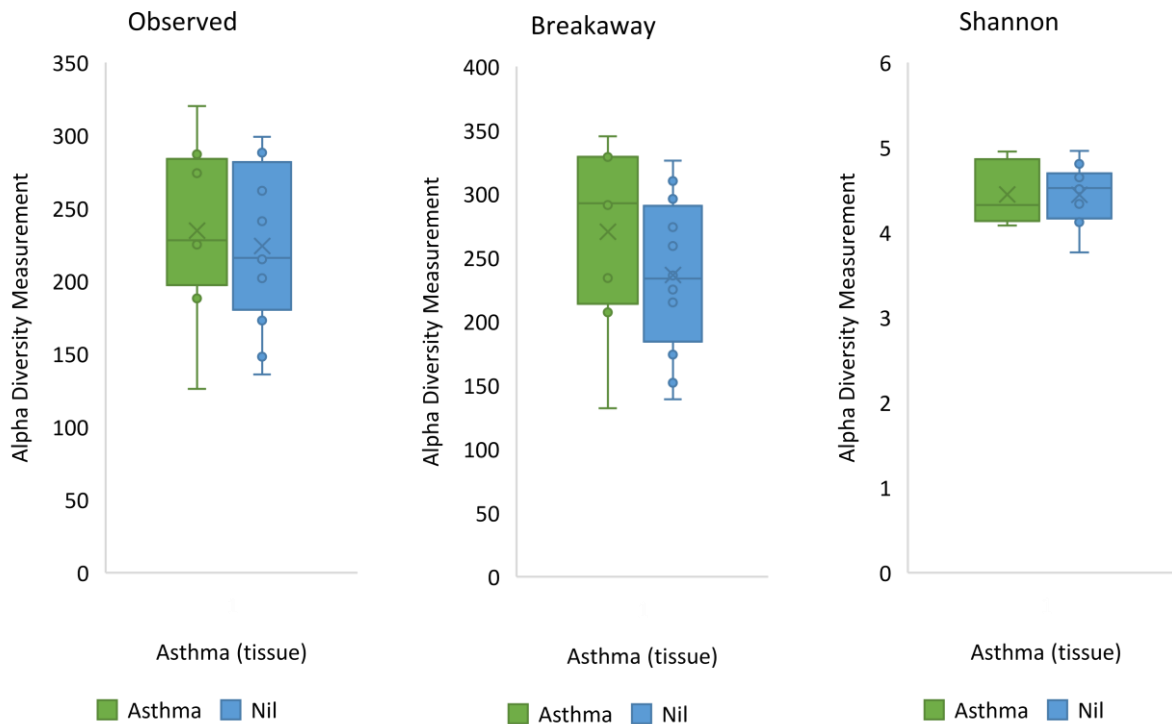 Observed
350
300
250
200
150
100
50
0
Alpha Diversity Measurement
Asthma (tissue)
Asthma Nil
Breakaway
400
350
300
250
200
150
100
50
0
Alpha Diversity Measurement
Asthma (tissue)
Asthma Nil
Shannon
6
5
4
3
2
1
0
Alpha Diversity Measurement
Asthma (tissue)
Asthma Nil